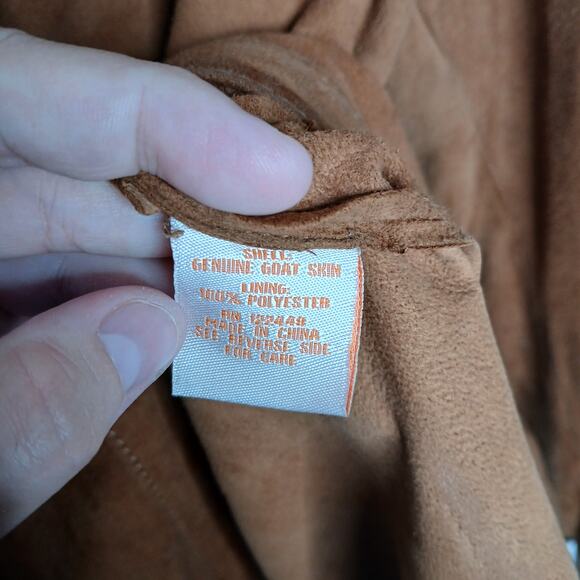 SHELL:
GENUINE GOAT SKIN
LINING:
100% POLYESTER
RN 122449
MADE IN CHINA
SEE REVERSE SIDE
FOR CARE